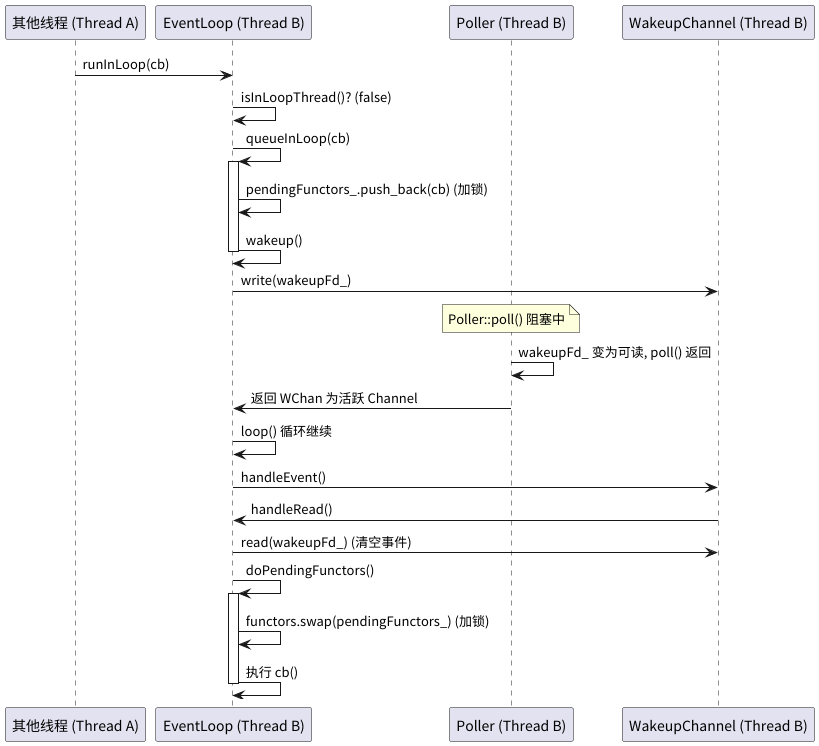 其他线程 (Thread A)
EventLoop (Thread B)
Poller (Thread B)
WakeupChannel (Thread B)
runInLoop(cb)
isInLoopThread()? (false)
queueInLoop(cb)
pendingFunctors_.push_back(cb) (加锁)
wakeup()
write(wakeupFd_)
Poller::poll() 阻塞中
wakeupFd_ 变为可读, poll() 返回
返回 WChan 为活跃 Channel
loop() 循环继续
handleEvent()
handleRead()
read(wakeupFd_) (清空事件)
doPendingFunctors()
functors.swap(pendingFunctors_) (加锁)
执行 cb()
其他线程 (Thread A)
EventLoop (Thread B)
Poller (Thread B)
WakeupChannel (Thread B)